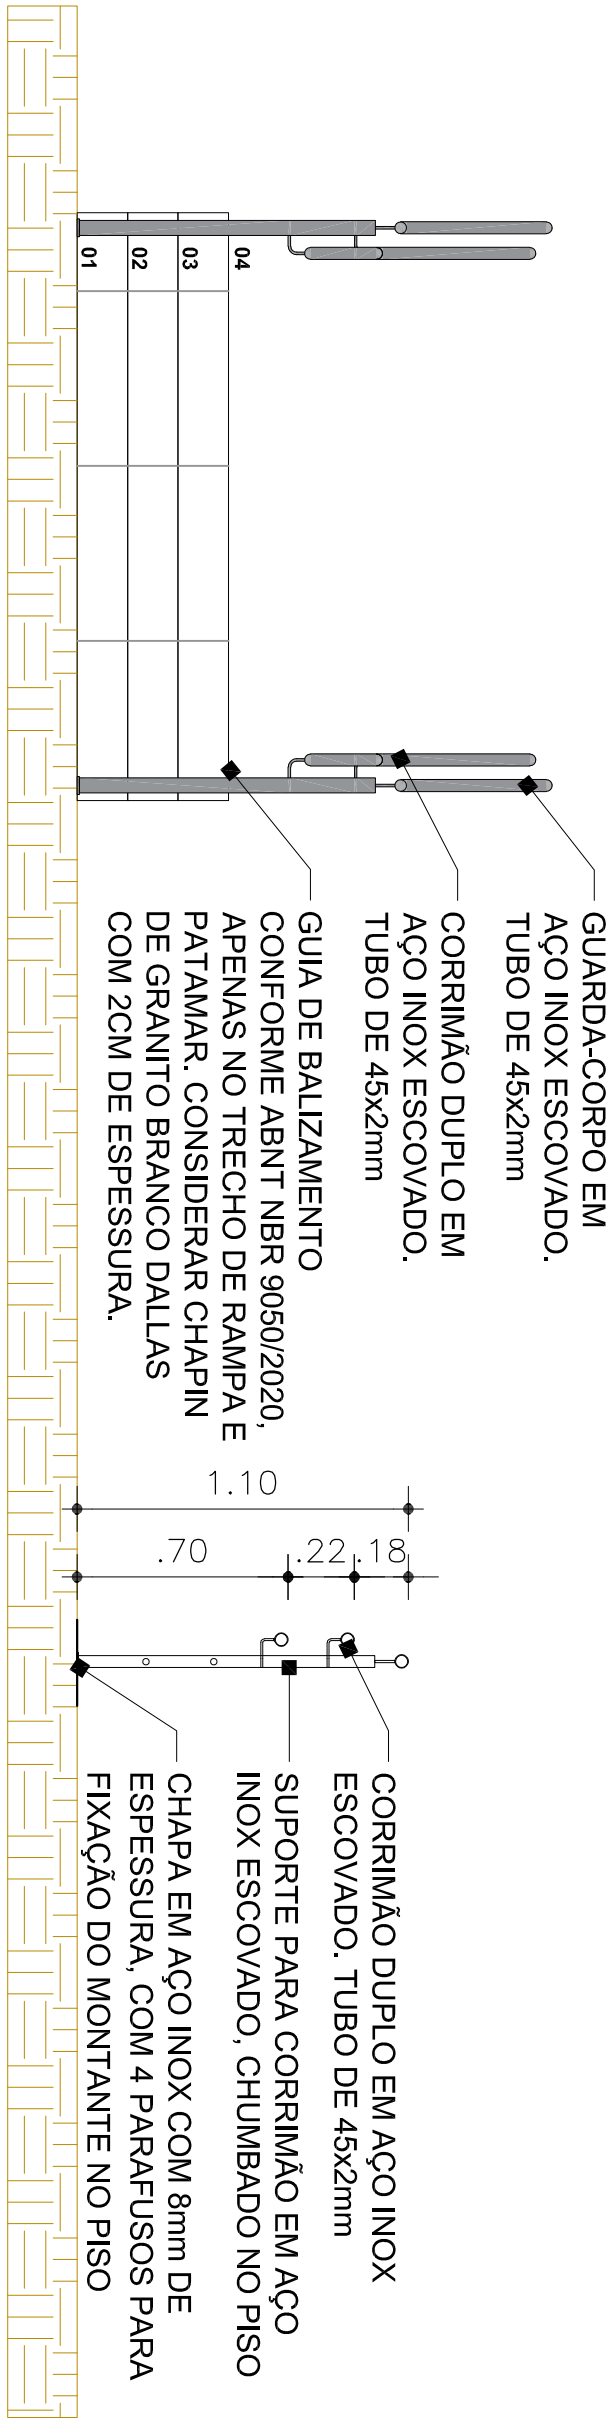 01
02
03
04
GUARDA-CORPO EM
AÇO INOX ESCOVADO.
TUBO DE 45x2mm
CORRIMÃO DUPLO EM
AÇO INOX ESCOVADO.
TUBO DE 45x2mm
GUIA DE BALIZAMENTO
CONFORME ABNT NBR 9050/2020,
APENAS NO TRECHO DE RAMPA E
PATAMAR. CONSIDERAR CHAPIN
DE GRANITO BRANCO DALLAS
COM 2CM DE ESPESSURA.
1.10
.70
.22
.18
CORRIMÃO DUPLO EM AÇO INOX
ESCOVADO. TUBO DE 45x2mm
SUPORTE PARA CORRIMÃO EM AÇO
INOX ESCOVADO, CHUMBADO NO PISO
CHAPA EM AÇO INOX COM 8mm DE
ESPESSURA, COM 4 PARAFUSOS PARA
FIXAÇÃO DO MONTANTE NO PISO